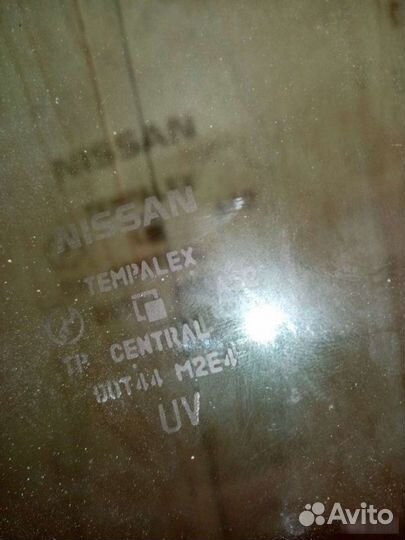 NISSAN
NISSAN
TEMPALEX
TP CENTRAL
00T44 M2E4
UV
Avito